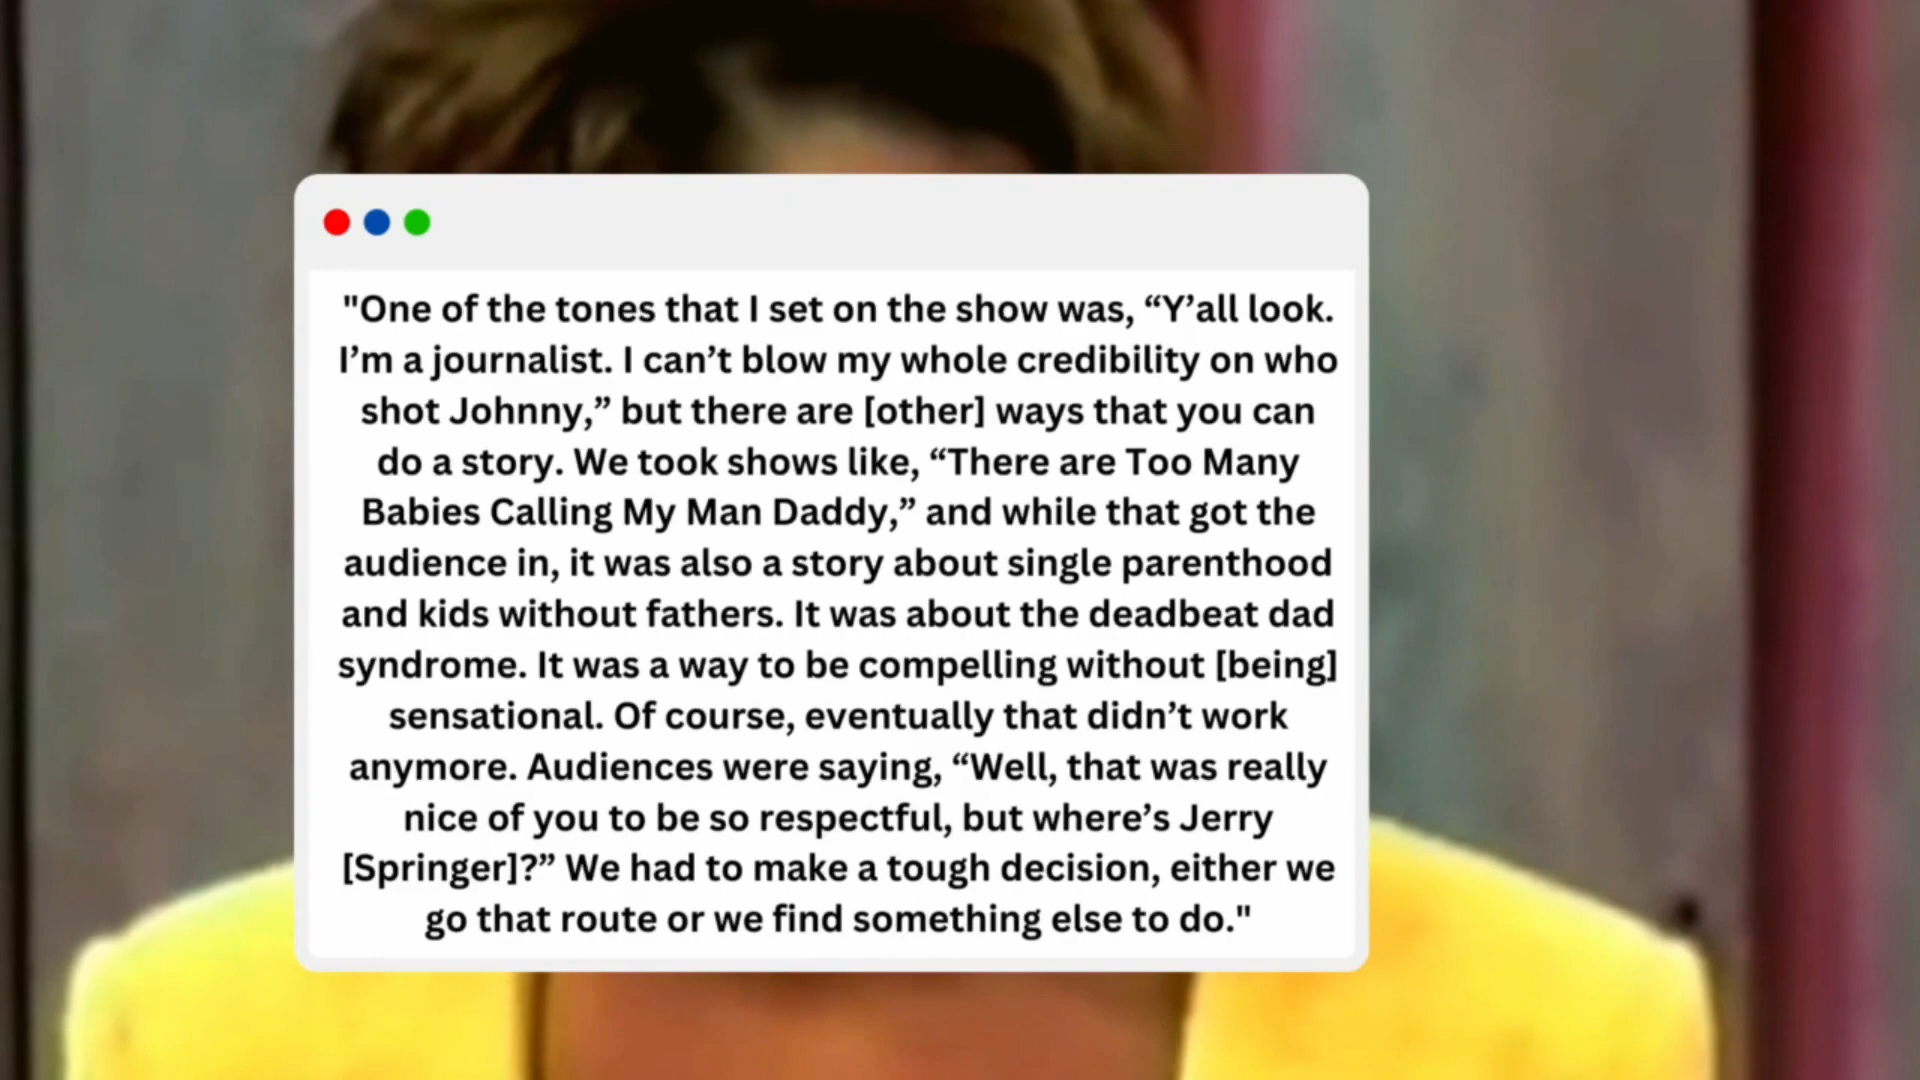 "One of the tones that I set on the show was, “Y’all look.
I’m a journalist. I can’t blow my whole credibility on who
shot Johnny,” but there are [other] ways that you can
do a story. We took shows like, “There are Too Many
Babies Calling My Man Daddy,” and while that got the
audience in, it was also a story about single parenthood
and kids without fathers. It was about the deadbeat dad
syndrome. It was a way to be compelling without [being]
sensational. Of course, eventually that didn’t work
anymore. Audiences were saying, “Well, that was really
nice of you to be so respectful, but where’s Jerry
[Springer]?” We had to make a tough decision, either we
go that route or we find something else to do."